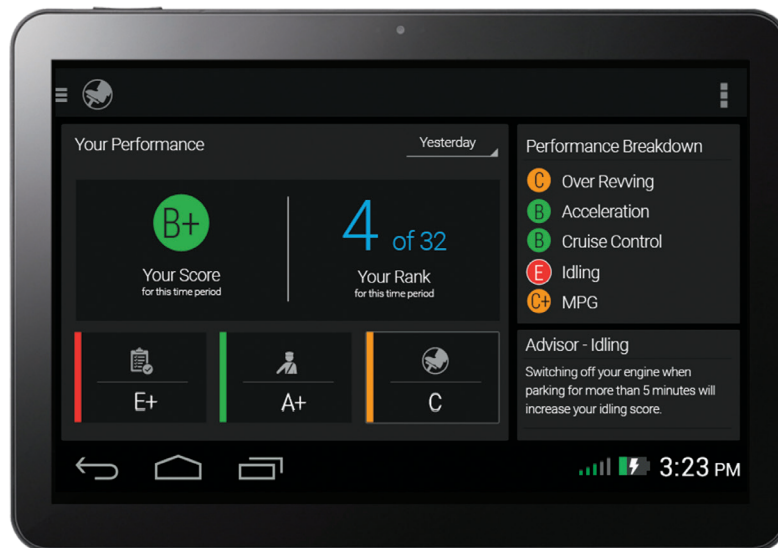 Your Performance
Yesterday
B+
Your Score
for this time period
4 of 32
Your Rank
for this time period
E+
A+
C
Performance Breakdown
C Over Revving
B Acceleration
B Cruise Control
E Idling
C+ MPG
Advisor - Idling
Switching off your engine when
parking for more than 5 minutes will
increase your idling score.
3:23 PM